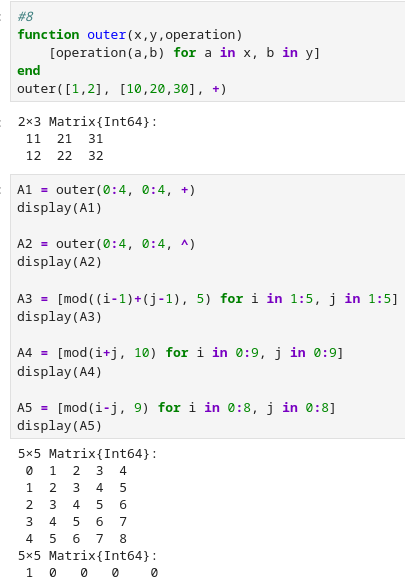 #8
function outer(x,y,operation)
    [operation(a,b) for a in x, b in y]
end
outer([1,2], [10,20,30], +)
2×3 Matrix{Int64}:
 11  21  31
 12  22  32
A1 = outer(0:4, 0:4, +)
display(A1)
A2 = outer(0:4, 0:4, ^)
display(A2)
A3 = [mod((i-1)+(j-1), 5) for i in 1:5, j in 1:5]
display(A3)
A4 = [mod(i+j, 10) for i in 0:9, j in 0:9]
display(A4)
A5 = [mod(i-j, 9) for i in 0:8, j in 0:8]
display(A5)
5×5 Matrix{Int64}:
 0  1  2  3  4
 1  2  3  4  5
 2  3  4  5  6
 3  4  5  6  7
 4  5  6  7  8
5×5 Matrix{Int64}:
 1  0   0   0    0